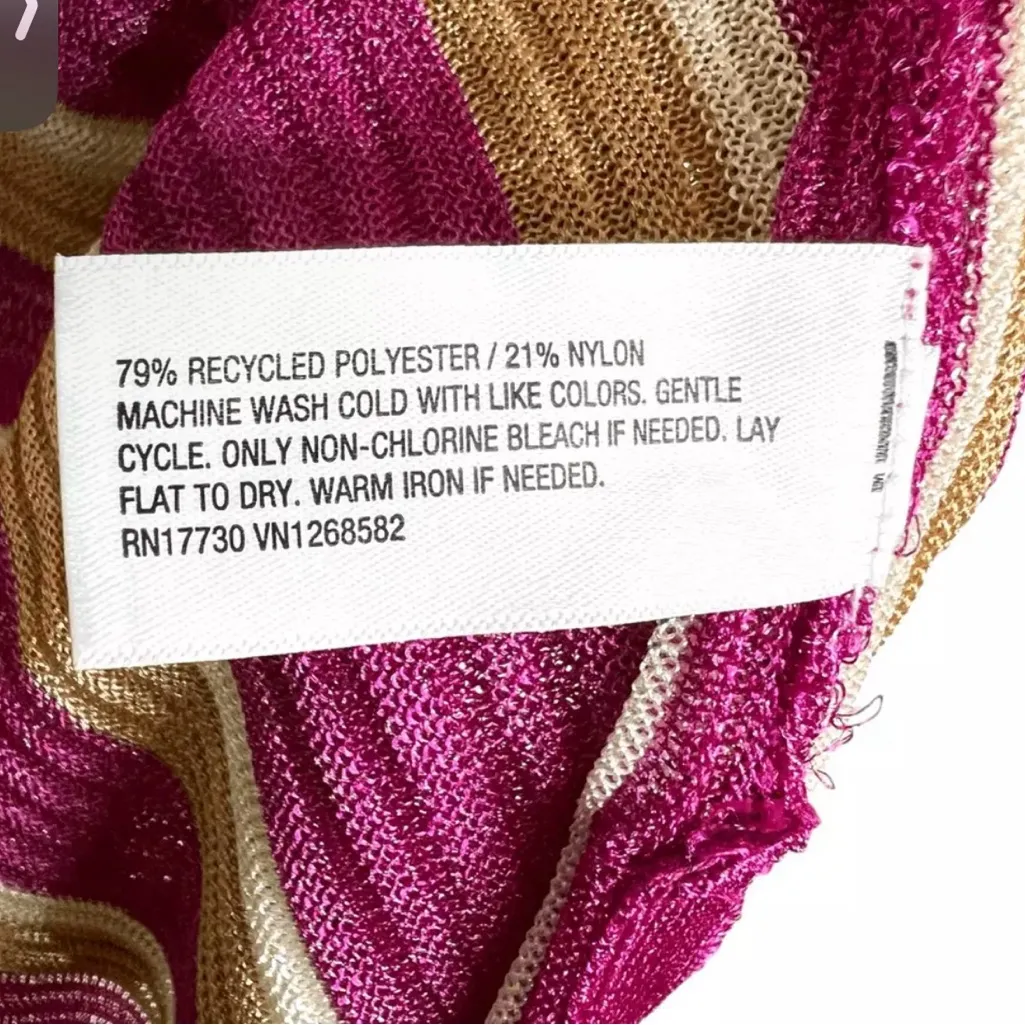 79% RECYCLED POLYESTER / 21% NYLON
MACHINE WASH COLD WITH LIKE COLORS. GENTLE
CYCLE. ONLY NON-CHLORINE BLEACH IF NEEDED. LAY
FLAT TO DRY. WARM IRON IF NEEDED.
RN17730 VN1268582